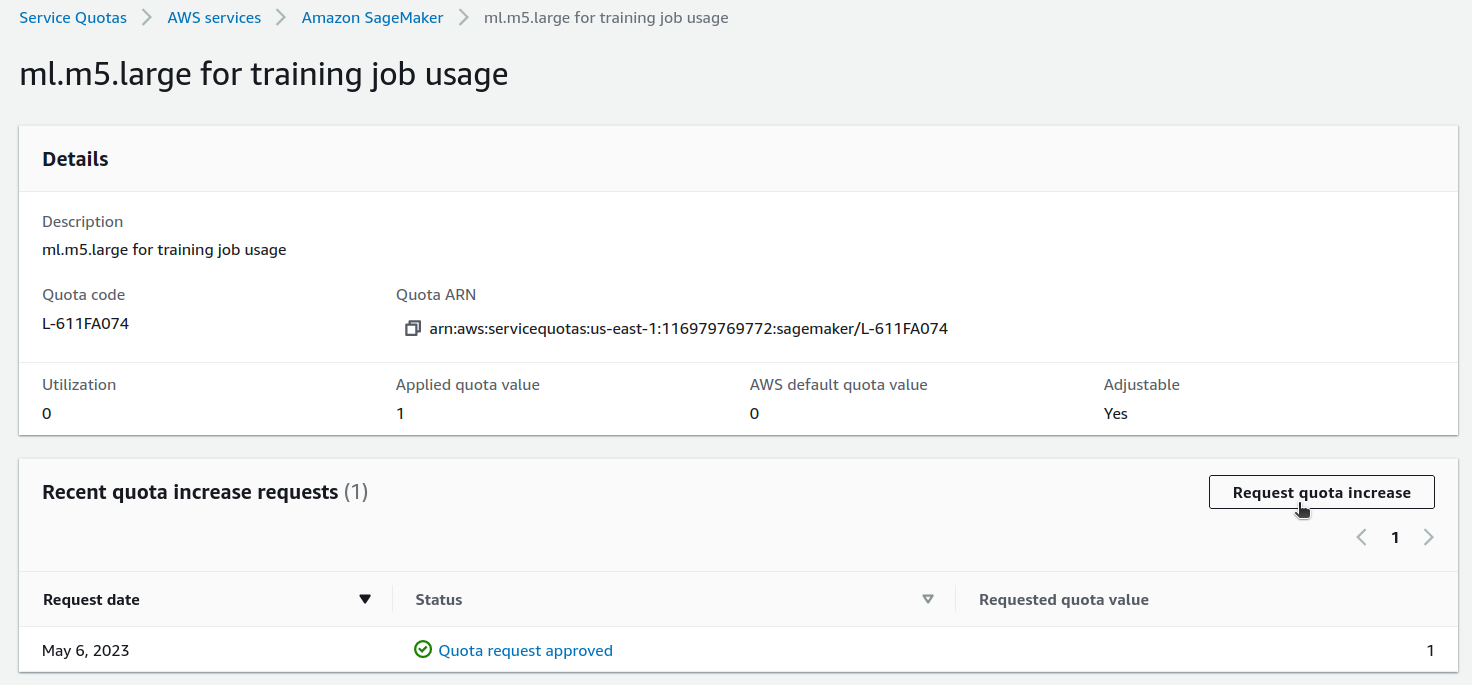 Service Quotas > AWS services > Amazon SageMaker > ml.m5.large for training job usage
ml.m5.large for training job usage
Details
Description
ml.m5.large for training job usage
Quota code Quota ARN
L-611FA074 arn:aws:servicequotas:us-east-1:116979769772:sagemaker/L-611FA074
Utilization Applied quota value AWS default quota value Adjustable
0 1 0 Yes
Recent quota increase requests (1) Request quota increase
< 1 >
Request date Status Requested quota value
May 6, 2023 Quota request approved 1